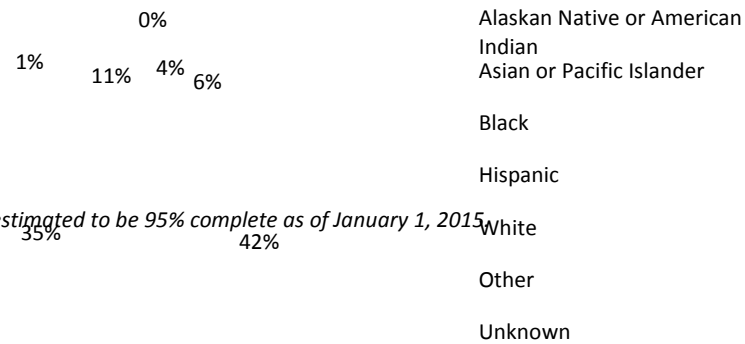 0%
1%
11%
4%
6%
35%
42%
estimated to be 95% complete as of January 1, 2015.
Alaskan Native or American
Indian
Asian or Pacific Islander
Black
Hispanic
White
Other
Unknown